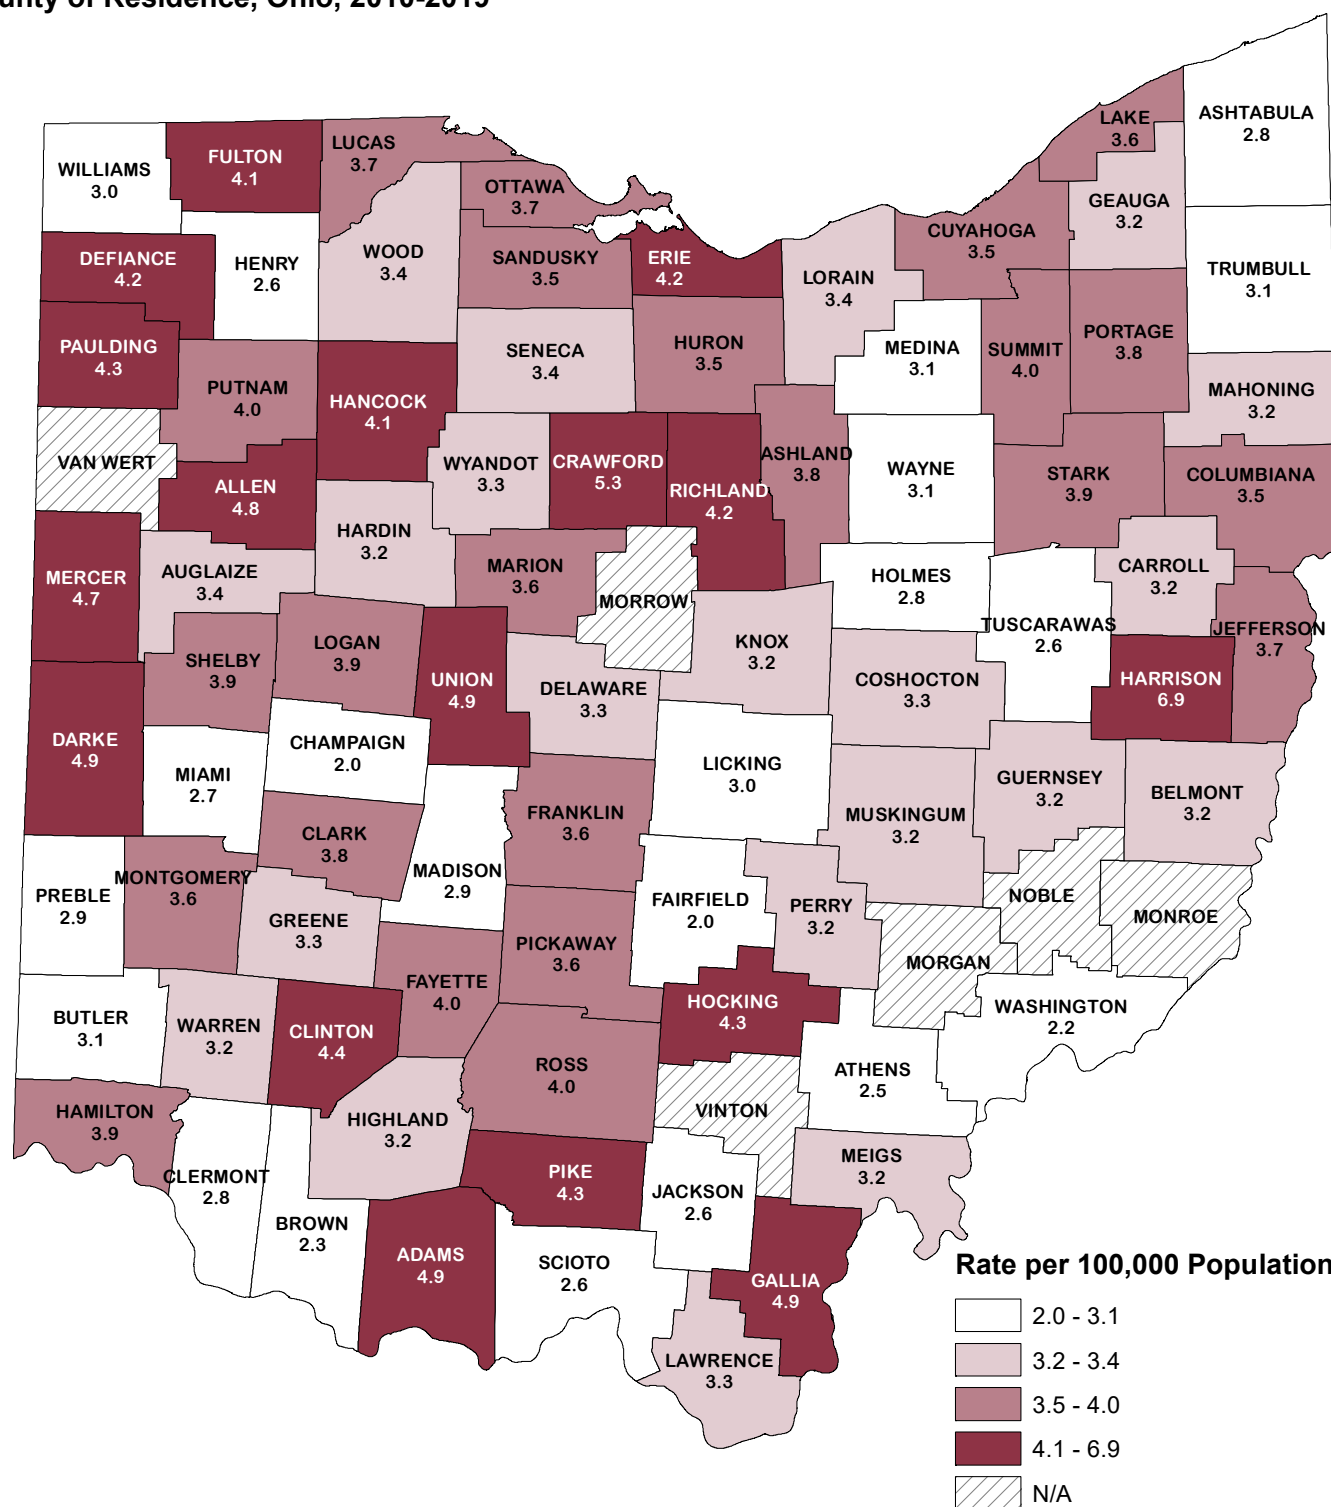 County of Residence, Ohio, 2010-2019
WILLIAMS
3.0
FULTON
4.1
LUCAS
3.7
OTTAWA
3.7
LAKE
3.6
ASHTABULA
2.8
GEAUGA
3.2
CUYAHOGA
3.5
DEFIANCE
4.2
HENRY
2.6
WOOD
3.4
SANDUSKY
3.5
ERIE
4.2
LORAIN
3.4
TRUMBULL
3.1
PAULDING
4.3
PUTNAM
4.0
HANCOCK
4.1
SENECA
3.4
HURON
3.5
MEDINA
3.1
SUMMIT
4.0
PORTAGE
3.8
MAHONING
3.2
VAN WERT
ALLEN
4.8
WYANDOT
3.3
CRAWFORD
5.3
RICHLAND
4.2
ASHLAND
3.8
WAYNE
3.1
STARK
3.9
COLUMBIANA
3.5
MERCER
4.7
AUGLAIZE
3.4
HARDIN
3.2
MARION
3.6
MORROW
HOLMES
2.8
TUSCARAWAS
2.6
CARROLL
3.2
JEFFERSON
3.7
SHELBY
3.9
LOGAN
3.9
UNION
4.9
DELAWARE
3.3
KNOX
3.2
COSHOCTON
3.3
HARRISON
6.9
DARKE
4.9
MIAMI
2.7
CHAMPAIGN
2.0
LICKING
3.0
GUERNSEY
3.2
BELMONT
3.2
CLARK
3.8
MADISON
2.9
FRANKLIN
3.6
MUSKINGUM
3.2
PREBLE
2.9
MONTGOMERY
3.6
GREENE
3.3
FAIRFIELD
2.0
PERRY
3.2
NOBLE
MONROE
FAYETTE
4.0
PICKAWAY
3.6
MORGAN
BUTLER
3.1
WARREN
3.2
CLINTON
4.4
HOCKING
4.3
WASHINGTON
2.2
ROSS
4.0
ATHENS
2.5
HAMILTON
3.9
HIGHLAND
3.2
VINTON
CLERMONT
2.8
PIKE
4.3
JACKSON
2.6
MEIGS
3.2
BROWN
2.3
ADAMS
4.9
SCIOTO
2.6
GALLIA
4.9
LAWRENCE
3.3
Rate per 100,000 Population
2.0 - 3.1
3.2 - 3.4
3.5 - 4.0
4.1 - 6.9
N/A